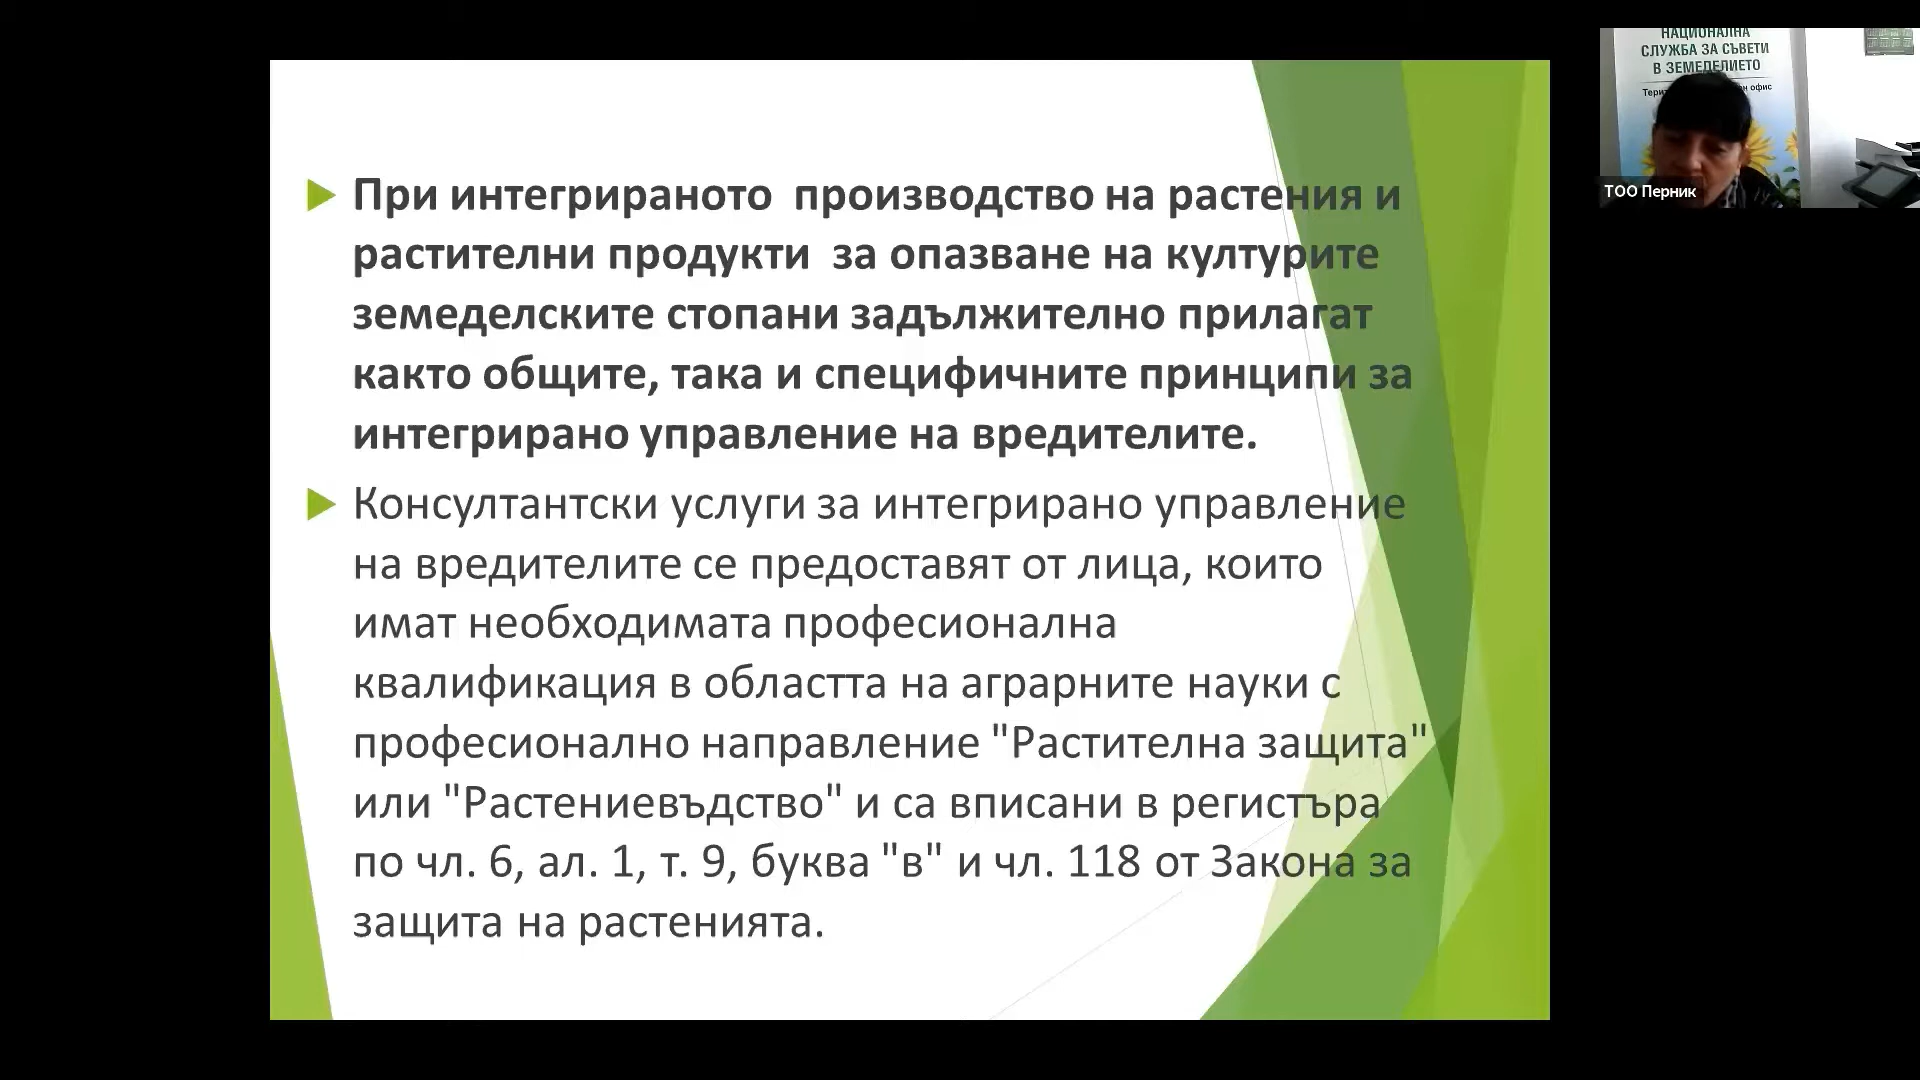 При интегрираното  производство на растения и
растителни продукти  за опазване на културите
земеделските стопани задължително прилагат
както общите, така и специфичните принципи за
интегрирано управление на вредителите.
Консултантски услуги за интегрирано управление
на вредителите се предоставят от лица, които
имат необходимата професионална
квалификация в областта на аграрните науки с
професионално направление "Растителна защита"
или "Растениевъдство" и са вписани в регистъра
по чл. 6, ал. 1, т. 9, буква "в" и чл. 118 от Закона за
защита на растенията.
НАЦИОНАЛНА
СЛУЖБА ЗА СЪВЕТИ
В ЗЕМЕДЕЛИЕТО
офис
ТОО Перник